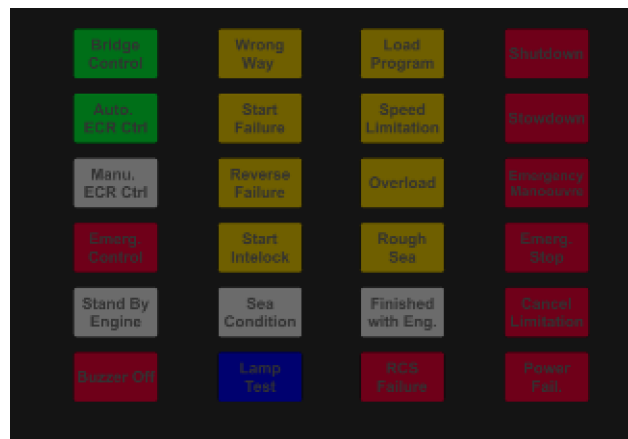 Bridge
Control
Wrong
Way
Load
Program
Shutdown
Auto.
ECR Ctrl
Start
Failure
Speed
Limitation
Slowdown
Manu.
ECR Ctrl
Reverse
Failure
Overload
Emergency
Manoeuvre
Emerg.
Control
Start
Intelock
Rough
Sea
Emerg.
Stop
Stand By
Engine
Sea
Condition
Finished
with Eng.
Cancel
Limitation
Buzzer Off
Lamp
Test
RCS
Failure
Power
Fail.